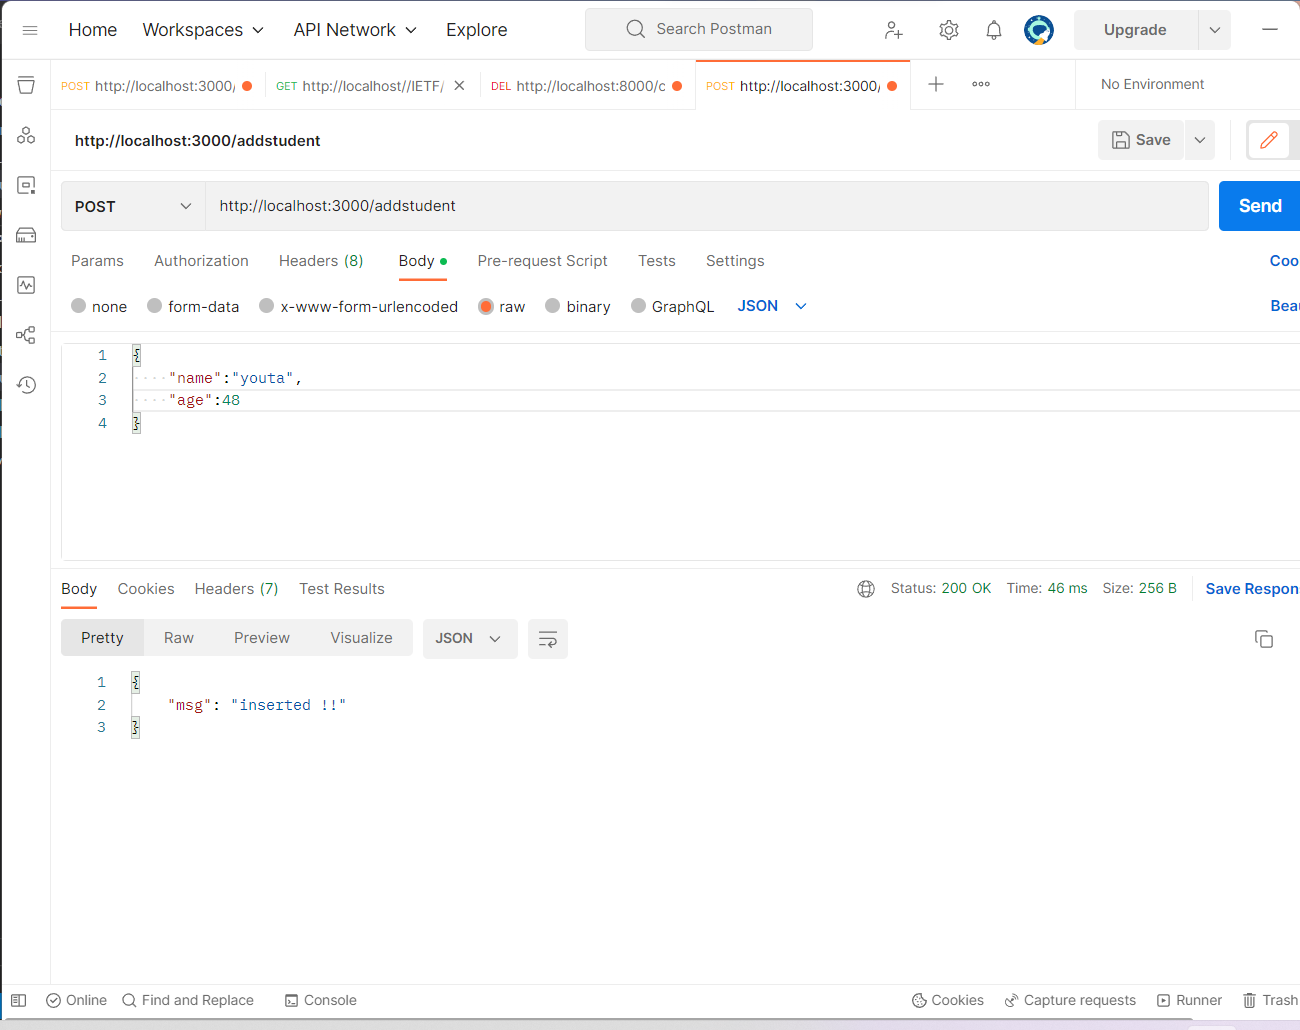 Home Workspaces API Network Explore Search Postman Upgrade
POST http://localhost:3000/ GET http://localhost//IETF/ DEL http://localhost:8000/c POST http://localhost:3000/ No Environment
http://localhost:3000/addstudent Save
POST http://localhost:3000/addstudent Send
Params Authorization Headers (8) Body Pre-request Script Tests Settings Coo
none form-data x-www-form-urlencoded raw binary GraphQL JSON Beau
1 {
2 "name":"youta",
3 "age":48
4 }
Body Cookies Headers (7) Test Results Status: 200 OK Time: 46 ms Size: 256 B Save Respon
Pretty Raw Preview Visualize JSON
1 {
2 "msg": "inserted !!"
3 }
Online Find and Replace Console Cookies Capture requests Runner Trash